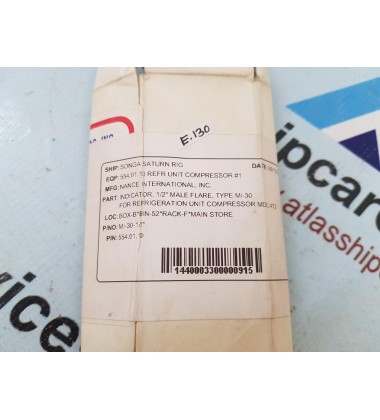 E.130
SHIP: SONGA SATURN RIG
EQP: 554.01.10 REFR UNIT COMPRESSOR #1
MFG: NANCE INTERNATIONAL, INC.
PART: INDICATOR, 1/2" MALE FLARE, TYPE MI-30
FOR REFRIGERATION UNIT COMPRESSOR
LOC: BOX-B*BIN-52*RACK-F*MAIN STORE
P/NO: MI-30-1/2"
P/N: 554.01.10
1440003300000915
ipcare
atlasship
vice